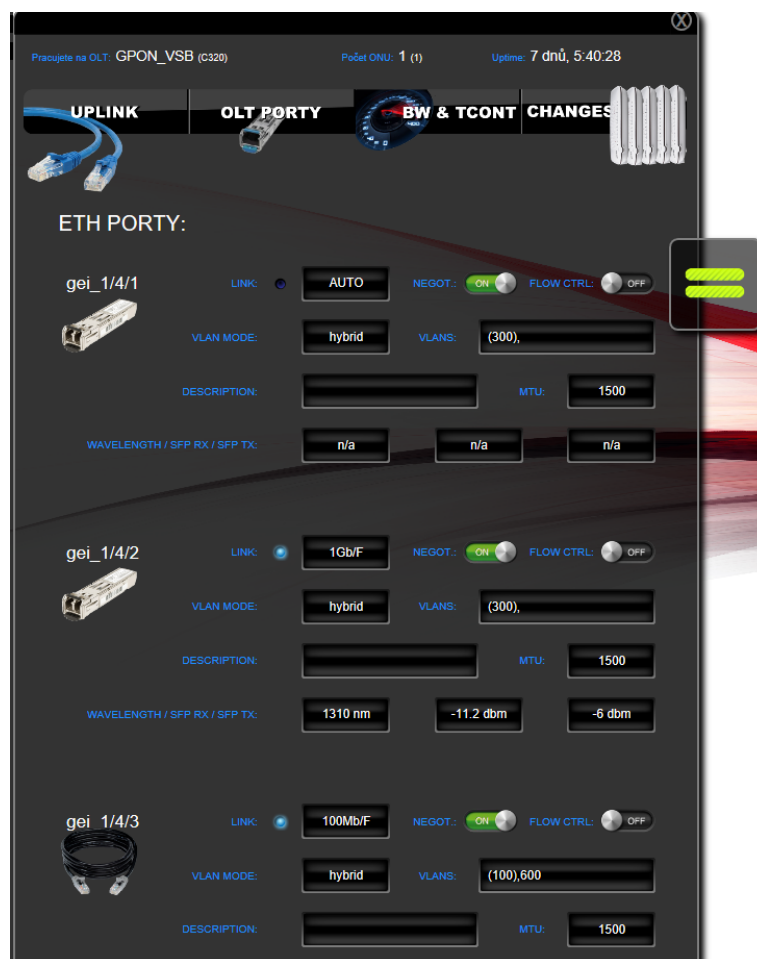 X
Pracujete na OLT: GPON_VSB (C320) Počet ONU: 1 (1) Uptime: 7 dnů, 5:40:28
UPLINK OLT PORTY BW & TCONT CHANGES
ETH PORTY:
gei_1/4/1 LINK: AUTO NEGOT.: ON FLOW CTRL: OFF
VLAN MODE: hybrid VLANS: (300),
DESCRIPTION: MTU: 1500
WAVELENGTH / SFP RX / SFP TX: n/a n/a n/a
gei_1/4/2 LINK: 1Gb/F NEGOT.: ON FLOW CTRL: OFF
VLAN MODE: hybrid VLANS: (300),
DESCRIPTION: MTU: 1500
WAVELENGTH / SFP RX / SFP TX: 1310 nm -11.2 dbm -6 dbm
gei_1/4/3 LINK: 100Mb/F NEGOT.: ON FLOW CTRL: OFF
VLAN MODE: hybrid VLANS: (100),600
DESCRIPTION: MTU: 1500